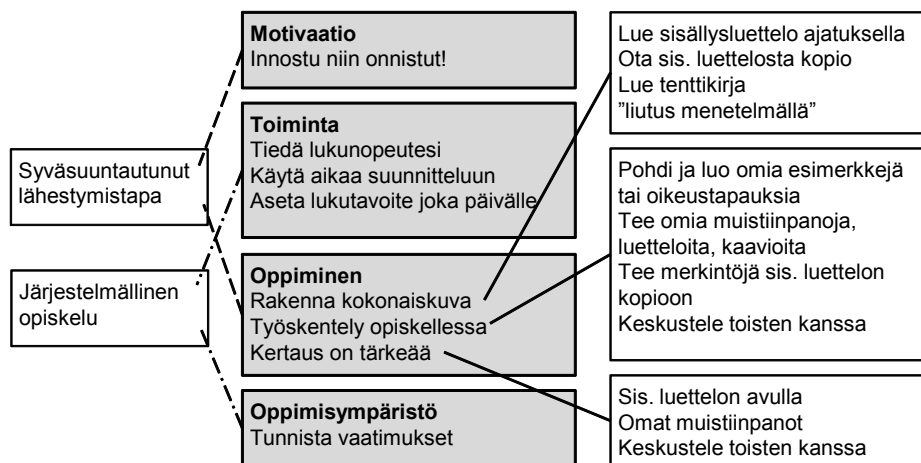 Syväsuuntautunut
lähestymistapa
Järjestelmällinen
opiskelu
Motivaatio
Innostu niin onnistut!
Toiminta
Tiedä lukunopeutesi
Käytä aikaa suunnitteluun
Aseta lukutavoite joka päivälle
Oppiminen
Rakenna kokonaiskuva
Työskentely opiskellessa
Kertaus on tärkeää
Oppimisympäristö
Tunnista vaatimukset
Lue sisällysluettelo ajatuksella
Ota sis. luettelosta kopio
Lue tenttikirja
”liutus menetelmällä”
Pohdi ja luo omia esimerkkejä
tai oikeustapauksia
Tee omia muistiinpanoja,
luetteloita, kaavioita
Tee merkintöjä sis. luettelon
kopioon
Keskustele toisten kanssa
Sis. luettelon avulla
Omat muistiinpanot
Keskustele toisten kanssa